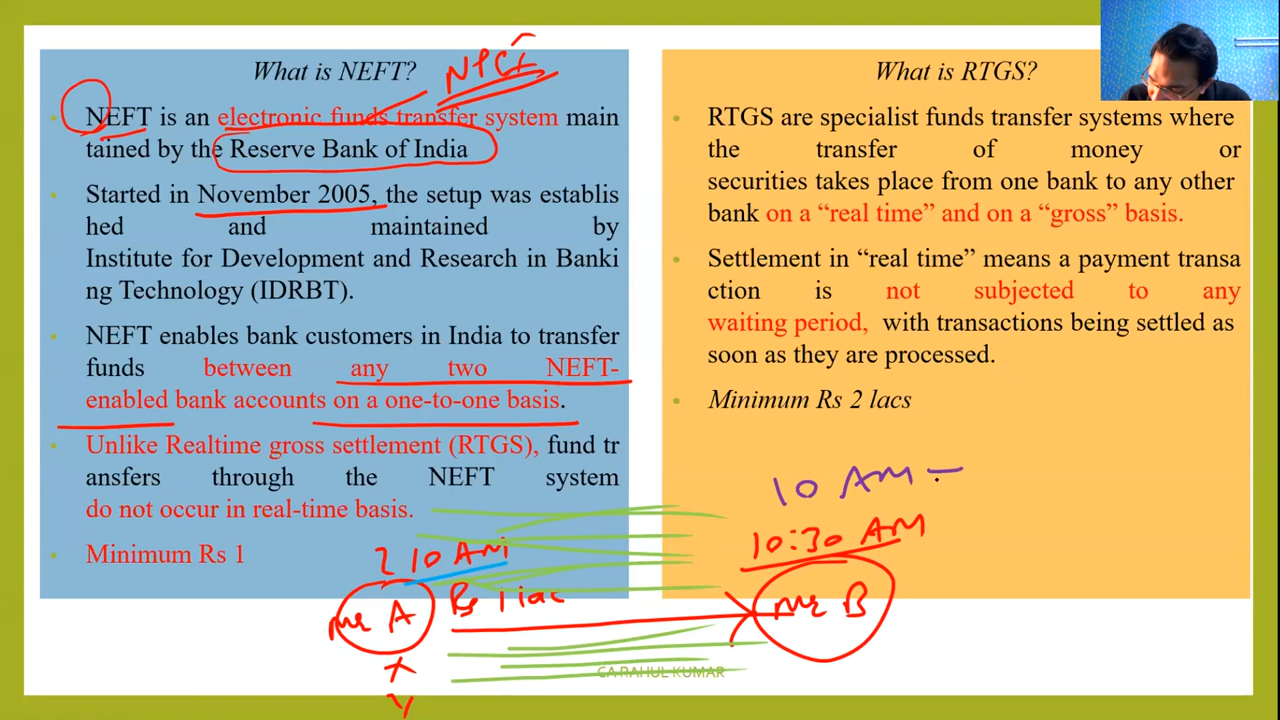 What is NEFT?
NPCI
NEFT is an electronic funds transfer system main
tained by the Reserve Bank of India
Started in November 2005, the setup was establis
hed and maintained by
Institute for Development and Research in Banki
ng Technology (IDRBT).
NEFT enables bank customers in India to transfer
funds between any two NEFT-
enabled bank accounts on a one-to-one basis.
Unlike Realtime gross settlement (RTGS), fund tr
ansfers through the NEFT system
do not occur in real-time basis.
Minimum Rs 1
What is RTGS?
RTGS are specialist funds transfer systems where
the transfer of money or
securities takes place from one bank to any other
bank on a “real time” and on a “gross” basis.
Settlement in “real time” means a payment transa
ction is not subjected to any
waiting period, with transactions being settled as
soon as they are processed.
Minimum Rs 2 lacs
10 AM –
10:30 AM
10 AM
Mr A
Rs 1 lac
Mr B
X
Y
CA RAHUL KUMAR